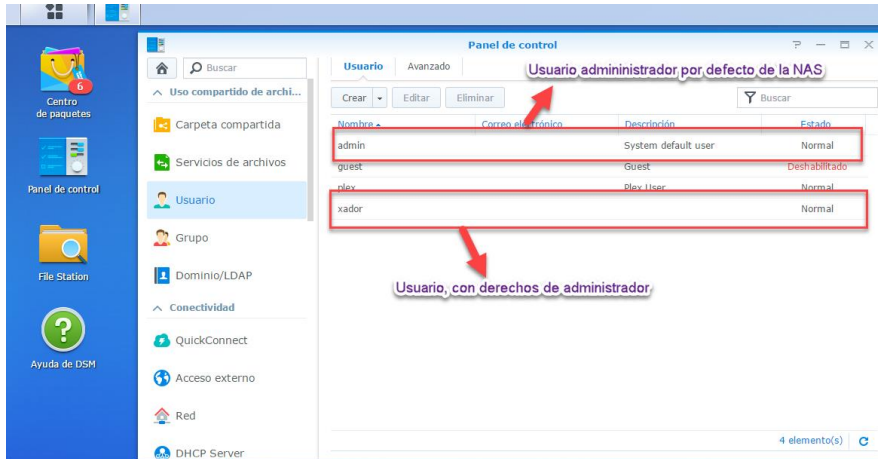 Panel de control
6
Centro
de paquetes
Panel de control
File Station
Ayuda de DSM
Buscar
Uso compartido de archi...
Carpeta compartida
Servicios de archivos
Usuario
Grupo
Dominio/LDAP
Conectividad
QuickConnect
Acceso externo
Red
DHCP Server
Usuario Avanzado
Usuario admininistrador por defecto de la NAS
Crear Editar Eliminar Buscar
Nombre Correo electrónico Descripción Estado
admin System default user Normal
guest Guest Deshabilitado
plex Plex User Normal
xador Normal
Usuario, con derechos de administrador
4 elemento(s)